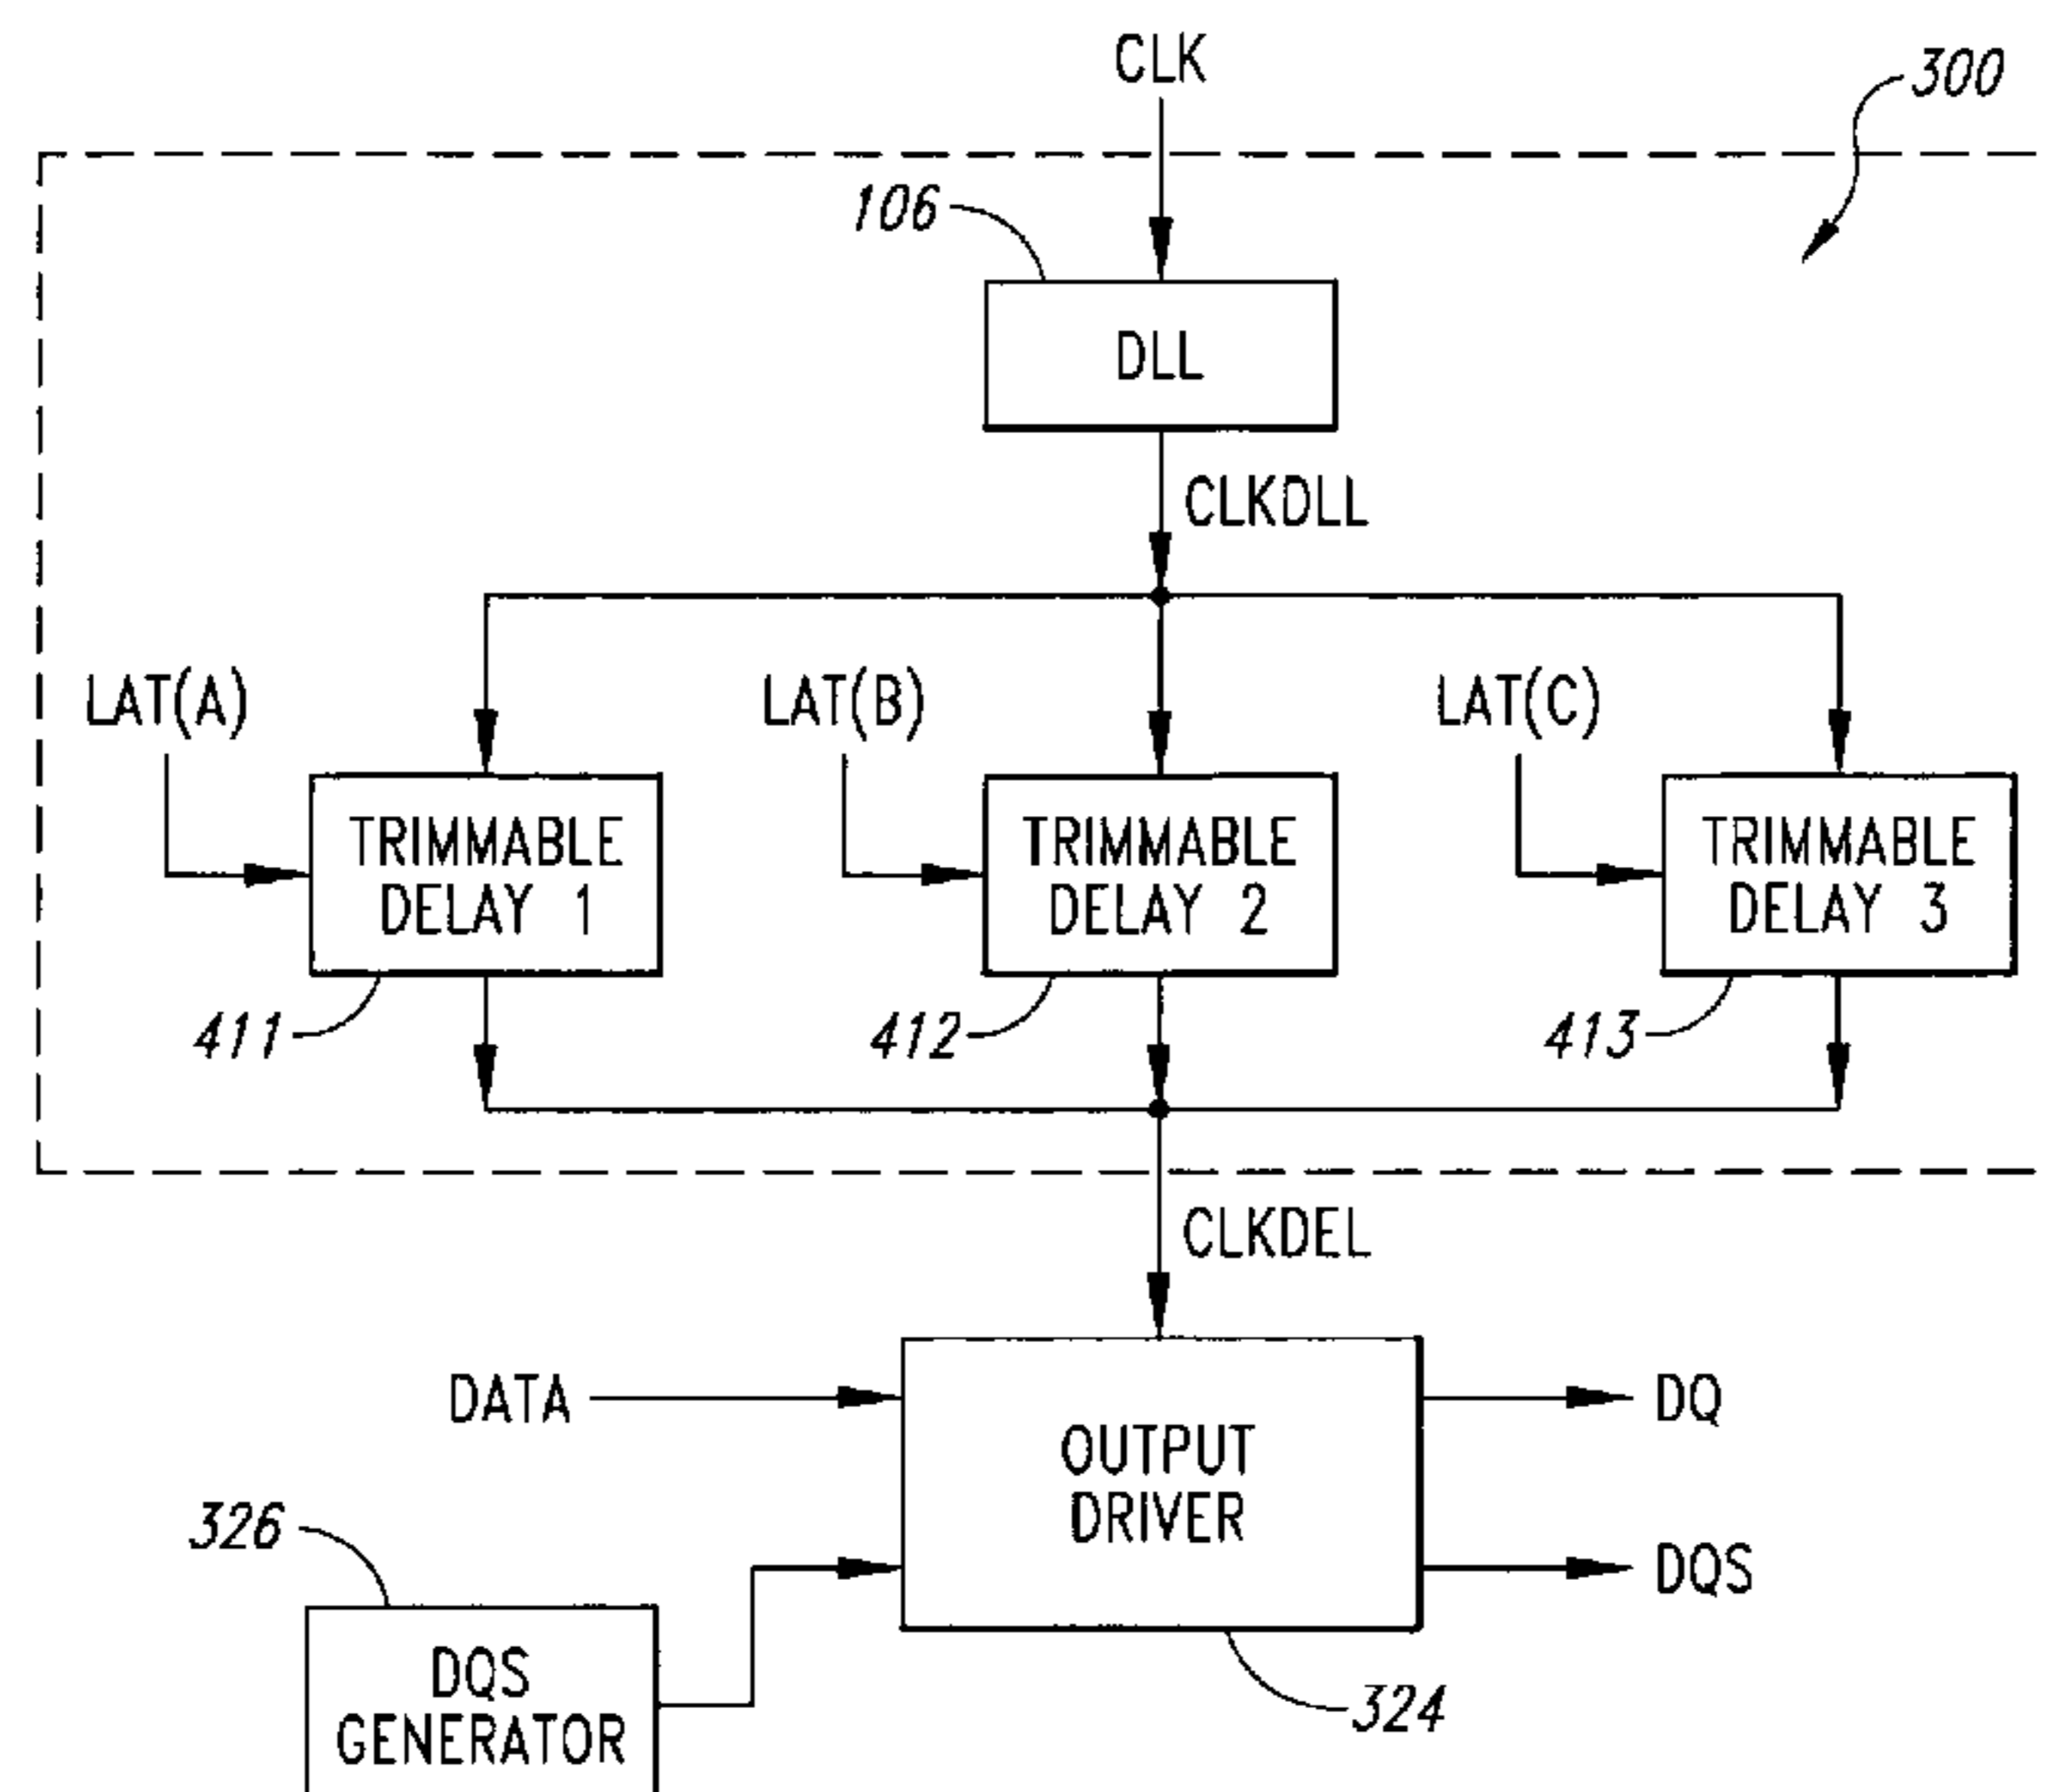 CLK
300
106
DLL
CLKDLL
LAT(A)
LAT(B)
LAT(C)
TRIMMABLE
DELAY 1
TRIMMABLE
DELAY 2
TRIMMABLE
DELAY 3
411
412
413
CLKDEL
DATA
DQ
OUTPUT
DRIVER
326
DQS
DQS
GENERATOR
324